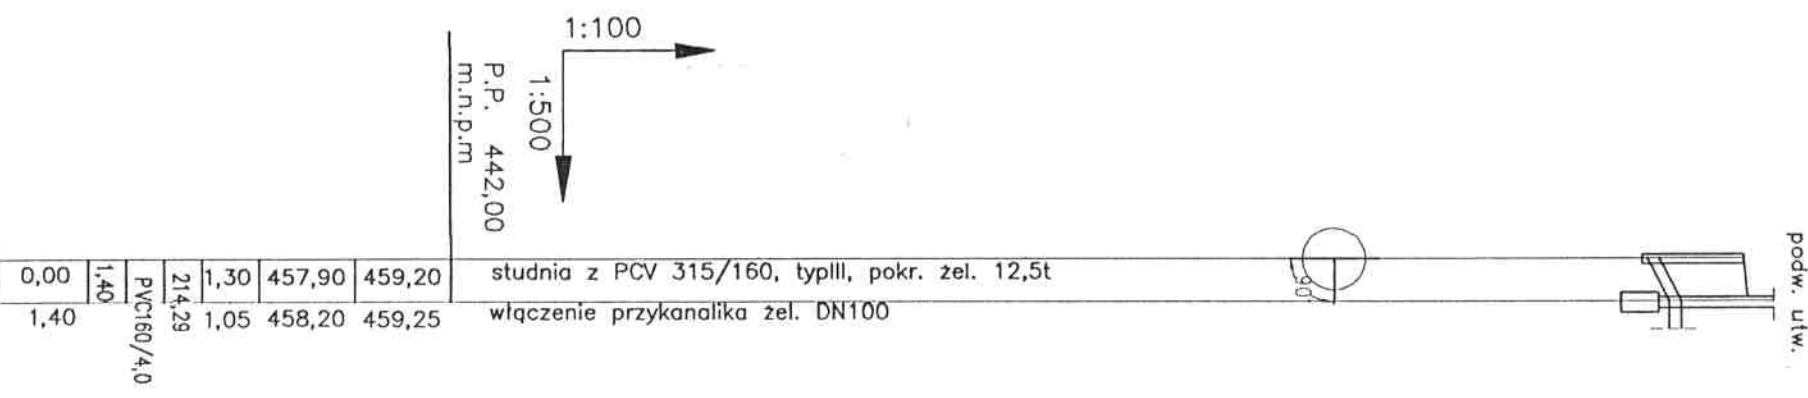 1:100
1:500
P.P. 442,00
m.n.p.m
0,00
1,40
PVC160/4,0
214,29
1,30 457,90 459,20 studnia z PCV 315/160, typIII, pokr. żel. 12,5t
1,40
1,05 458,20 459,25 włączenie przykanalika żel. DN100
90
podw. utw.